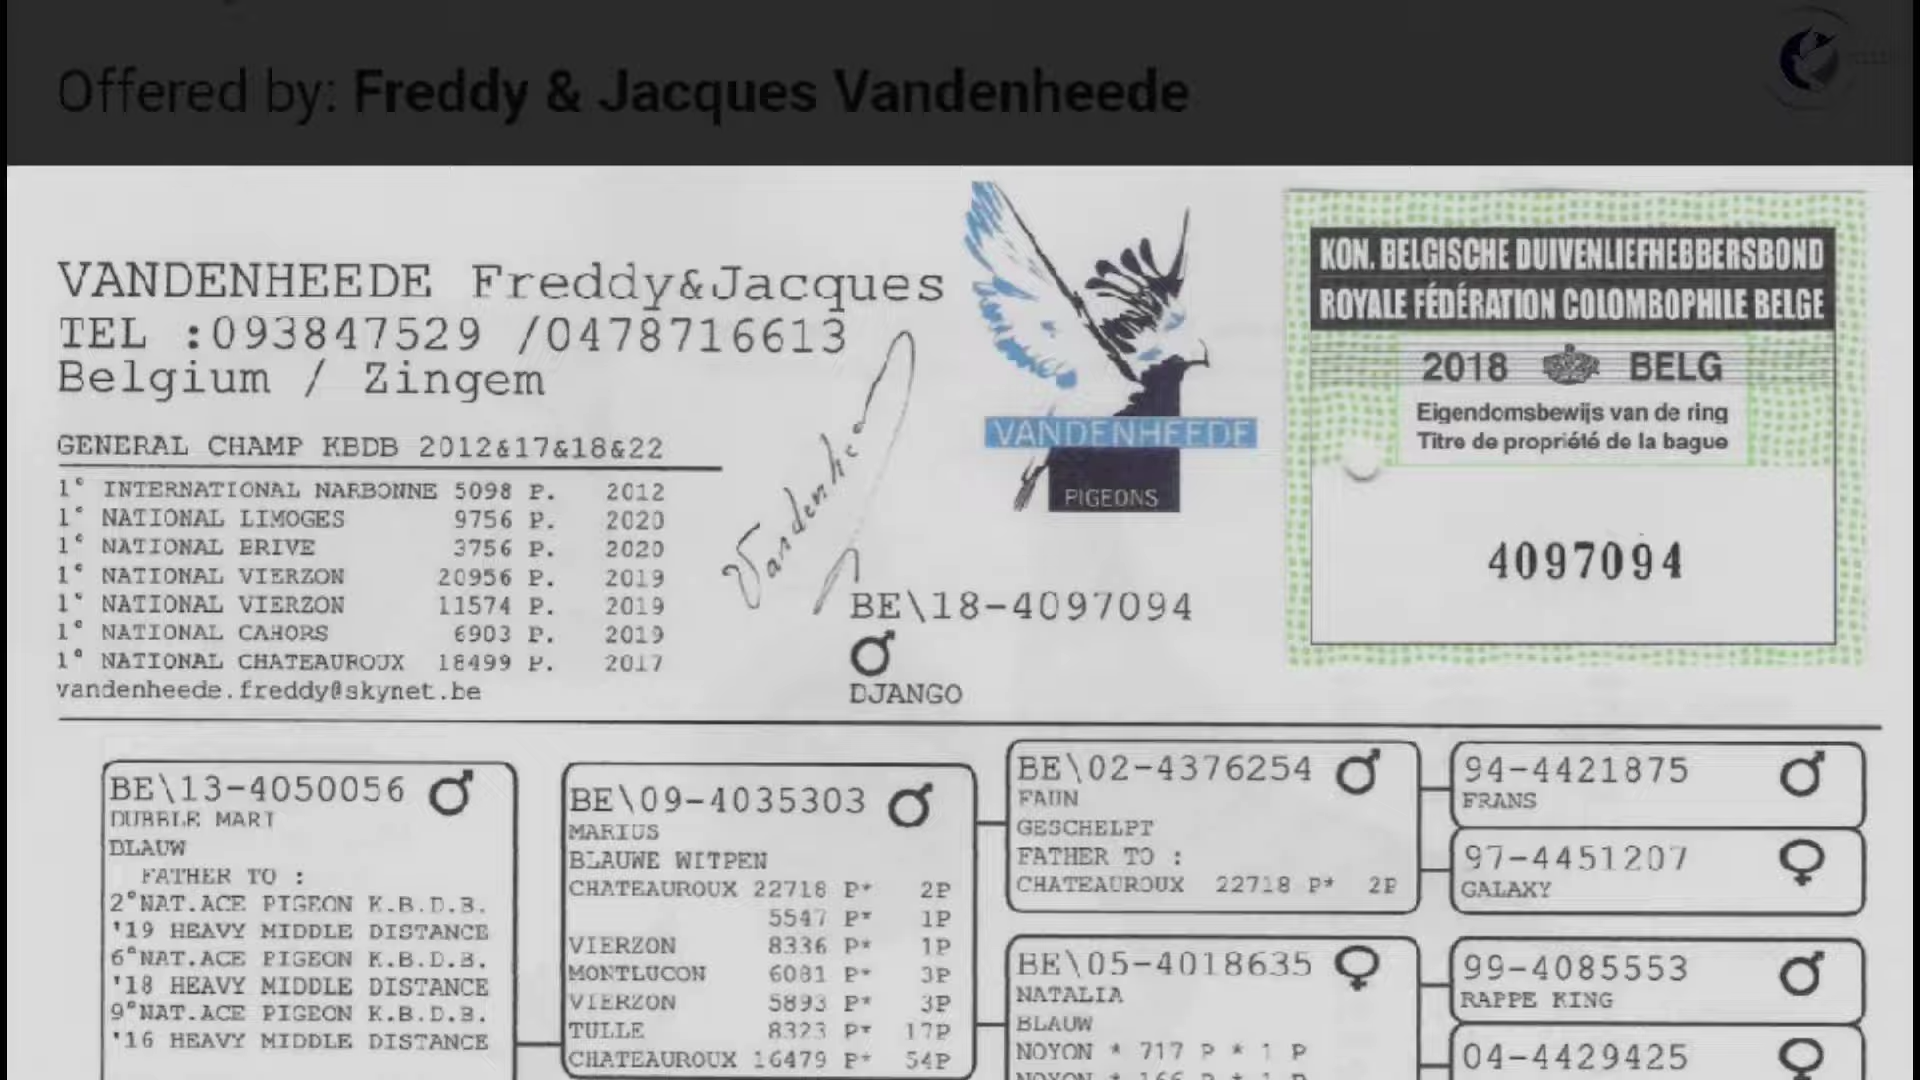 Offered by: Freddy & Jacques Vandenheede
VANDENHEEDE Freddy&Jacques
TEL :093847529 /0478716613
Belgium / Zingem
GENERAL CHAMP KBDB 2012&17&18&22
1° INTERNATIONAL NARBONNE 5098 P. 2012
1° NATIONAL LIMOGES 9756 P. 2020
1° NATIONAL BRIVE 3756 P. 2020
1° NATIONAL VIERZON 20956 P. 2019
1° NATIONAL VIERZON 11574 P. 2019
1° NATIONAL CAHORS 6903 P. 2019
1° NATIONAL CHATEAUROUX 18499 P. 2017
vandenheede.freddy@skynet.be
Vandenhee
VANDENHEEDE
PIGEONS
BE\18-4097094
DJANGO
KON. BELGISCHE DUIVENLIEFHEBBERSBOND
ROYALE FÉDÉRATION COLOMBOPHILE BELGE
2018 BELG
Eigendomsbewijs van de ring
Titre de propriété de la bague
4097094
BE\13-4050056
DUBBLE MART
BLAUW
FATHER TO :
2°NAT.ACE PIGEON K.B.D.B.
'19 HEAVY MIDDLE DISTANCE
6°NAT.ACE PIGEON K.B.D.B.
'18 HEAVY MIDDLE DISTANCE
9°NAT.ACE PIGEON K.B.D.B.
'16 HEAVY MIDDLE DISTANCE
BE\09-4035303
MARIUS
BLAUWE WITPEN
CHATEAUROUX 22718 P* 2P
5547 P* 1P
VIERZON 8336 P* 1P
MONTLUCON 6081 P* 3P
VIERZON 5893 P* 3P
TULLE 8323 P* 17P
CHATEAUROUX 16479 P* 54P
BE\02-4376254
FAUN
GESCHELPT
FATHER TO :
CHATEAUROUX 22718 P* 2P
BE\05-4018635
NATALIA
BLAUW
NOYON * 717 P * 1 P
NOYON * 166 P * 1 P
94-4421875
FRANS
97-4451207
GALAXY
99-4085553
RAPPE KING
04-4429425